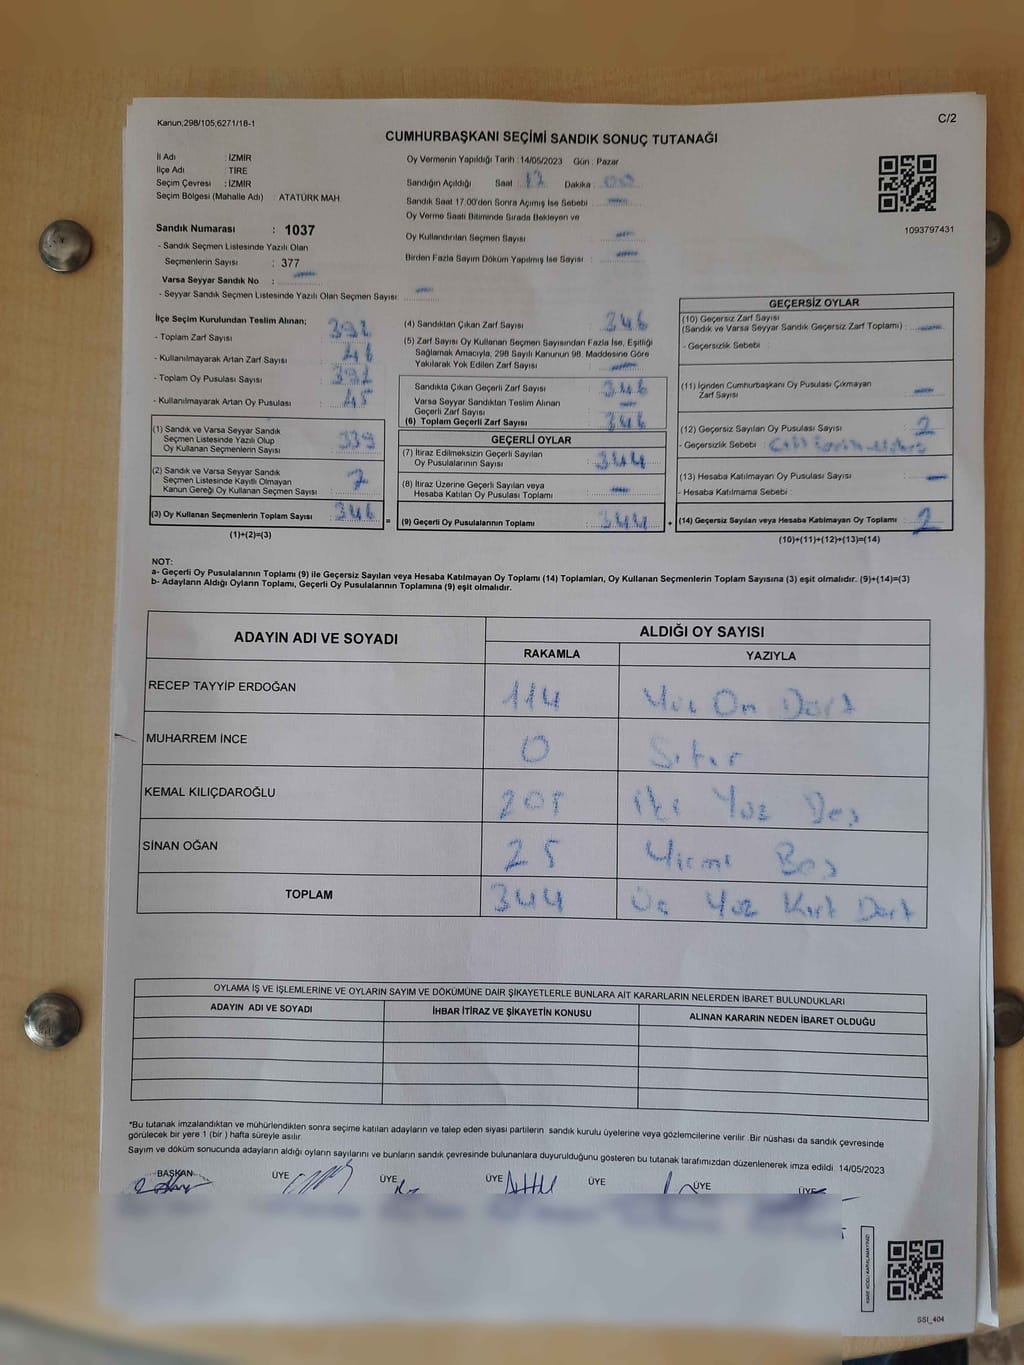 Kanun;298/105,6271/18-1
C/2
CUMHURBAŞKANI SEÇİMİ SANDIK SONUÇ TUTANAĞI
İl Adı : İZMİR
İlçe Adı : TİRE
Seçim Çevresi : İZMİR
Seçim Bölgesi (Mahalle Adı) : ATATÜRK MAH.
Oy Vermenin Yapıldığı Tarih : 14/05/2023 Gün : Pazar
Sandığın Açıldığı Saat : 17 Dakika : 00
Sandık Saat 17.00'den Sonra Açımış İse Sebebi :
Oy Verme Saati Bitiminde Sırada Bekleyen ve
Oy Kullandırılan Seçmen Sayısı :
Birden Fazla Sayım Döküm Yapılmış İse Sayısı :
1093797431
Sandık Numarası : 1037
- Sandık Seçmen Listesinde Yazılı Olan
Seçmenlerin Sayısı : 377
Varsa Seyyar Sandık No :
- Seyyar Sandık Seçmen Listesinde Yazılı Olan Seçmen Sayısı :
İlçe Seçim Kurulundan Teslim Alınan;
- Toplam Zarf Sayısı : 391
- Kullanılmayarak Artan Zarf Sayısı : 46
- Toplam Oy Pusulası Sayısı : 391
- Kullanılmayarak Artan Oy Pusulası : 45
(1) Sandık ve Varsa Seyyar Sandık
Seçmen Listesinde Yazılı Olup
Oy Kullanan Seçmenlerin Sayısı : 339
(2) Sandık ve Varsa Seyyar Sandık
Seçmen Listesinde Kayıtlı Olmayan
Kanun Gereği Oy Kullanan Seçmen Sayısı : 7
(3) Oy Kullanan Seçmenlerin Toplam Sayısı : 346
(1)+(2)=(3)
(4) Sandıktan Çıkan Zarf Sayısı : 346
(5) Zarf Sayısı Oy Kullanan Seçmen Sayısından Fazla İse, Eşitliği
Sağlamak Amacıyla, 298 Sayılı Kanunun 98. Maddesine Göre
Yakılarak Yok Edilen Zarf Sayısı :
Sandıkta Çıkan Geçerli Zarf Sayısı : 346
Varsa Seyyar Sandıktan Teslim Alınan
Geçerli Zarf Sayısı :
(6) Toplam Geçerli Zarf Sayısı : 346
GEÇERLİ OYLAR
(7) İtiraz Edilmeksizin Geçerli Sayılan
Oy Pusulalarının Sayısı : 344
(8) İtiraz Üzerine Geçerli Sayılan veya
Hesaba Katılan Oy Pusulası Toplamı :
= (9) Geçerli Oy Pusulalarının Toplamı : 344 +
GEÇERSİZ OYLAR
(10) Geçersiz Zarf Sayısı
(Sandık ve Varsa Seyyar Sandık Geçersiz Zarf Toplamı) :
- Geçersizlik Sebebi :
(11) İçinden Cumhurbaşkanı Oy Pusulası Çıkmayan
Zarf Sayısı :
(12) Geçersiz Sayılan Oy Pusulası Sayısı : 2
- Geçersizlik Sebebi :
(13) Hesaba Katılmayan Oy Pusulası Sayısı :
- Hesaba Katılmama Sebebi :
(14) Geçersiz Sayılan veya Hesaba Katılmayan Oy Toplamı : 2
(10)+(11)+(12)+(13)=(14)
NOT:
a- Geçerli Oy Pusulalarının Toplamı (9) ile Geçersiz Sayılan veya Hesaba Katılmayan Oy Toplamı (14) Toplamları, Oy Kullanan Seçmenlerin Toplam Sayısına (3) eşit olmalıdır. (9)+(14)=(3)
b- Adayların Aldığı Oyların Toplamı, Geçerli Oy Pusulalarının Toplamına (9) eşit olmalıdır.
ADAYIN ADI VE SOYADI
ALDIĞI OY SAYISI
RAKAMLA YAZIYLA
RECEP TAYYİP ERDOĞAN 114 Yüz On Dört
MUHARREM İNCE 0 Sıfır
KEMAL KILIÇDAROĞLU 205 iki Yüz Beş
SİNAN OĞAN 25 Yirmi Beş
TOPLAM 344 Üç Yüz Kırk Dört
OYLAMA İŞ VE İŞLEMLERİNE VE OYLARIN SAYIM VE DÖKÜMÜNE DAİR ŞİKAYETLERLE BUNLARA AİT KARARLARIN NELERDEN İBARET BULUNDUKLARI
ADAYIN ADI VE SOYADI İHBAR İTİRAZ VE ŞİKAYETİN KONUSU ALINAN KARARIN NEDEN İBARET OLDUĞU
*Bu tutanak imzalandıktan ve mühürlendikten sonra seçime katılan adayların ve talep eden siyasi partilerin sandık kurulu üyelerine veya gözlemcilerine verilir. Bir nüshası da sandık çevresinde
görülecek bir yere 1 (bir ) hafta süreyle asılır.
Sayım ve döküm sonucunda adayların aldığı oyların sayılarını ve bunların sandık çevresinde bulunanlara duyurulduğunu gösteren bu tutanak tarafımızdan düzenlenerek imza edildi. 14/05/2023
BAŞKAN ÜYE ÜYE ÜYE ÜYE ÜYE ÜYE
SSI_404